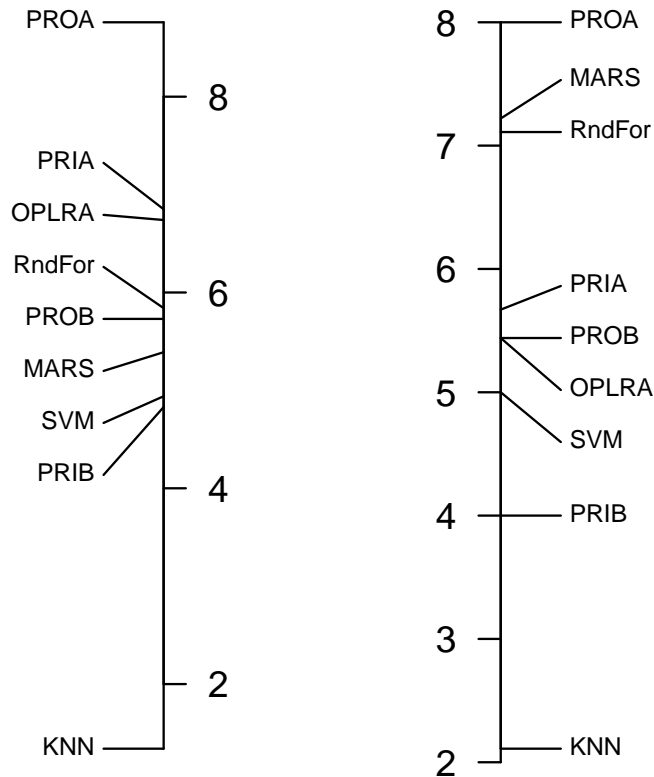 PROA
8
PRIA
OPLRA
RndFor
6
PROB
MARS
SVM
PRIB
4
2
KNN
8
PROA
MARS
RndFor
7
6
PRIA
PROB
OPLRA
5
SVM
PRIB
4
3
KNN
2